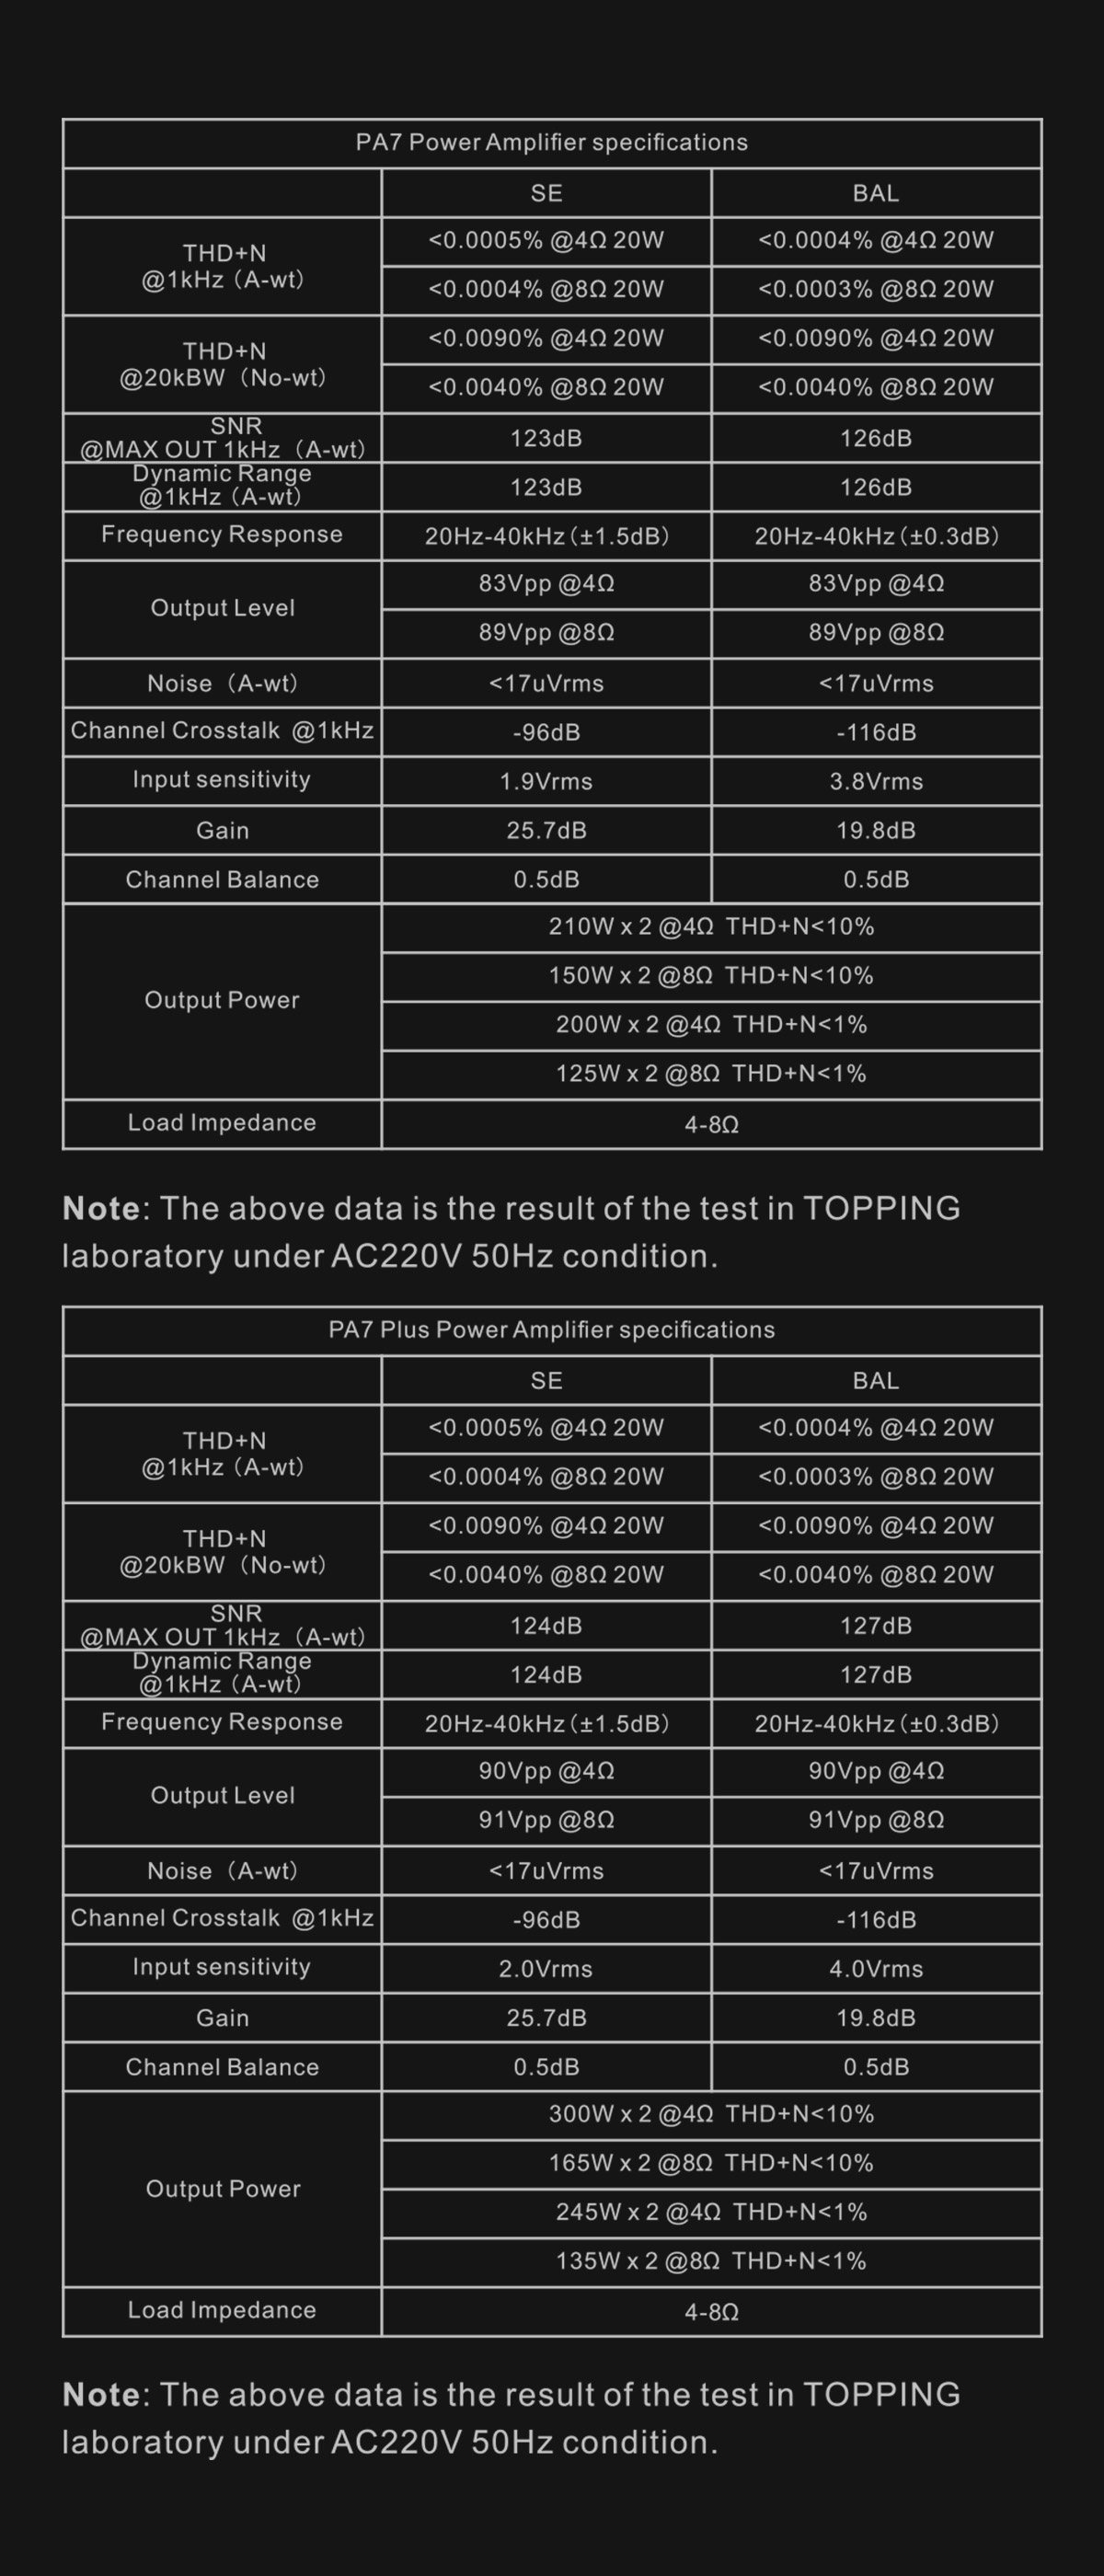 PA7 Power Amplifier specifications
SE BAL
THD+N
@1kHz (A-wt)
<0.0005% @4Ω 20W <0.0004% @4Ω 20W
<0.0004% @8Ω 20W <0.0003% @8Ω 20W
THD+N
@20kBW (No-wt)
<0.0090% @4Ω 20W <0.0090% @4Ω 20W
<0.0040% @8Ω 20W <0.0040% @8Ω 20W
SNR
@MAX OUT 1kHz (A-wt)
123dB 126dB
Dynamic Range
@1kHz (A-wt)
123dB 126dB
Frequency Response 20Hz-40kHz (±1.5dB) 20Hz-40kHz (±0.3dB)
Output Level
83Vpp @4Ω 83Vpp @4Ω
89Vpp @8Ω 89Vpp @8Ω
Noise (A-wt) <17uVrms <17uVrms
Channel Crosstalk @1kHz -96dB -116dB
Input sensitivity 1.9Vrms 3.8Vrms
Gain 25.7dB 19.8dB
Channel Balance 0.5dB 0.5dB
Output Power
210W x 2 @4Ω THD+N<10%
150W x 2 @8Ω THD+N<10%
200W x 2 @4Ω THD+N<1%
125W x 2 @8Ω THD+N<1%
Load Impedance 4-8Ω
Note: The above data is the result of the test in TOPPING
laboratory under AC220V 50Hz condition.
PA7 Plus Power Amplifier specifications
SE BAL
THD+N
@1kHz (A-wt)
<0.0005% @4Ω 20W <0.0004% @4Ω 20W
<0.0004% @8Ω 20W <0.0003% @8Ω 20W
THD+N
@20kBW (No-wt)
<0.0090% @4Ω 20W <0.0090% @4Ω 20W
<0.0040% @8Ω 20W <0.0040% @8Ω 20W
SNR
@MAX OUT 1kHz (A-wt)
124dB 127dB
Dynamic Range
@1kHz (A-wt)
124dB 127dB
Frequency Response 20Hz-40kHz (±1.5dB) 20Hz-40kHz (±0.3dB)
Output Level
90Vpp @4Ω 90Vpp @4Ω
91Vpp @8Ω 91Vpp @8Ω
Noise (A-wt) <17uVrms <17uVrms
Channel Crosstalk @1kHz -96dB -116dB
Input sensitivity 2.0Vrms 4.0Vrms
Gain 25.7dB 19.8dB
Channel Balance 0.5dB 0.5dB
Output Power
300W x 2 @4Ω THD+N<10%
165W x 2 @8Ω THD+N<10%
245W x 2 @4Ω THD+N<1%
135W x 2 @8Ω THD+N<1%
Load Impedance 4-8Ω
Note: The above data is the result of the test in TOPPING
laboratory under AC220V 50Hz condition.